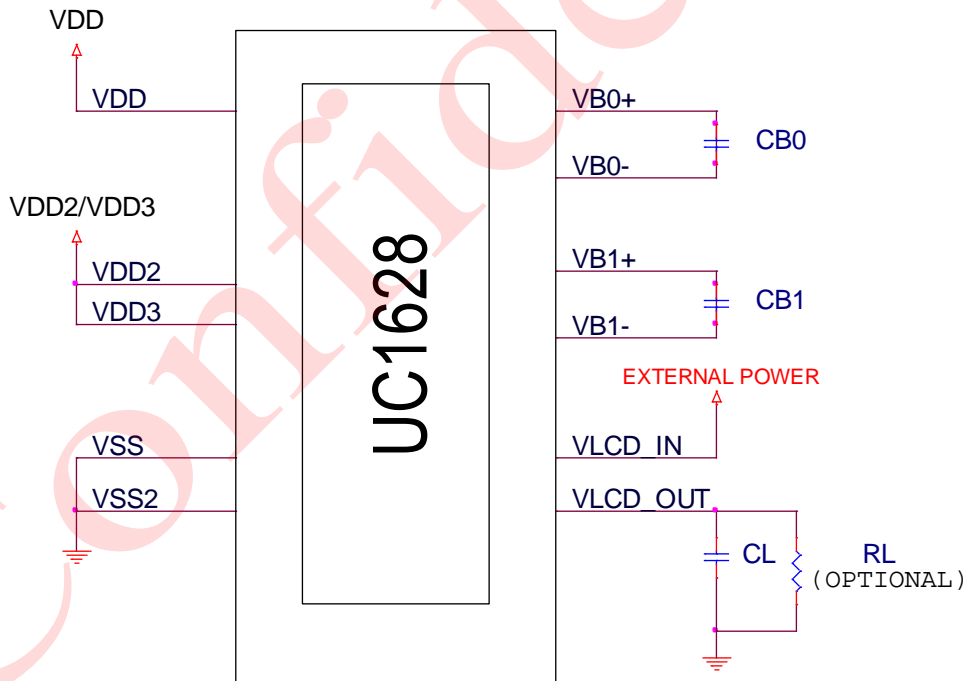 VDD
VDD
VB0+
CB0
VB0-
VDD2/VDD3
VDD2
VDD3
VB1+
CB1
VB1-
UC1628
EXTERNAL POWER
VSS
VLCD_IN
VSS2
VLCD_OUT
CL
RL
(OPTIONAL)
Confide